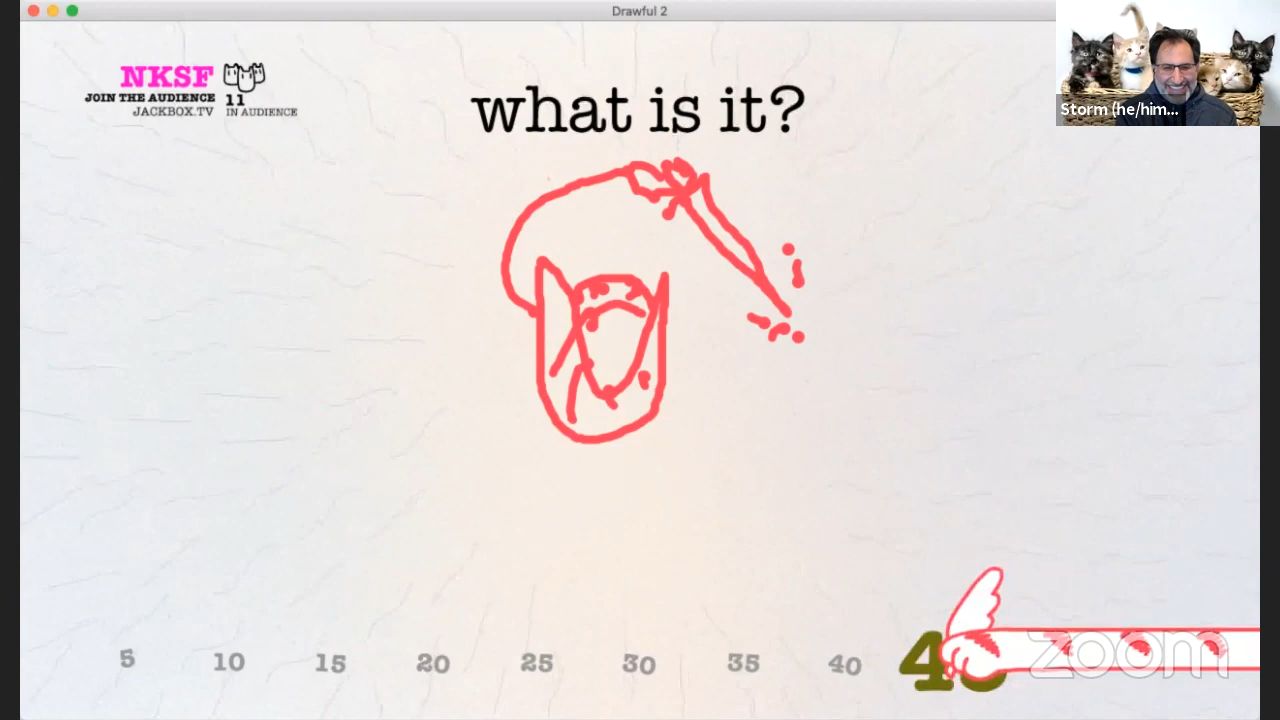 Drawful 2
NKSF
JOIN THE AUDIENCE
JACKBOX.TV
11
IN AUDIENCE
what is it?
Storm (he/him...
5 10 15 20 25 30 35 40
zoom